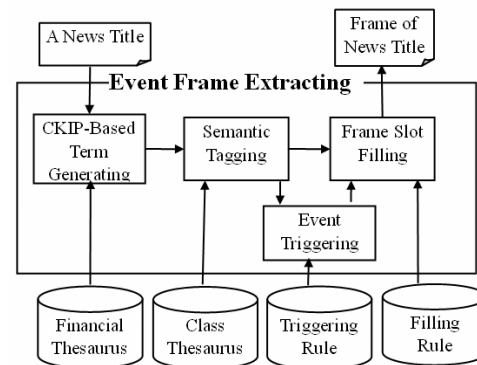 A News Title
Frame of
News Title
Event Frame Extracting
CKIP-Based
Term
Generating
Semantic
Tagging
Frame Slot
Filling
Event
Triggering
Financial
Thesaurus
Class
Thesaurus
Triggering
Rule
Filling
Rule